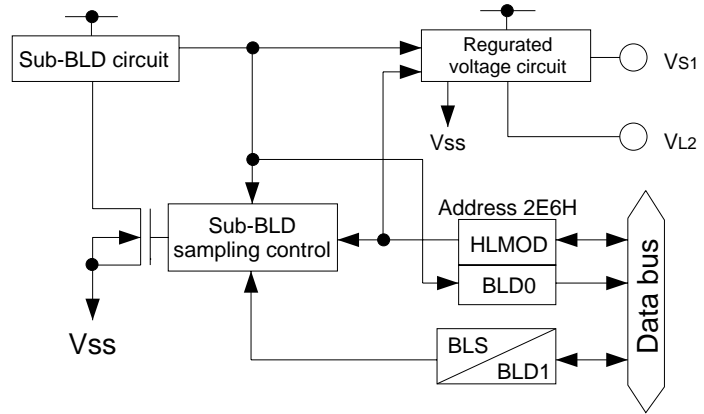 Sub-BLD circuit
Regurated
voltage circuit
VS1
Vss
VL2
Address 2E6H
Sub-BLD
sampling control
HLMOD
BLD0
Vss
BLS
BLD1
Data bus